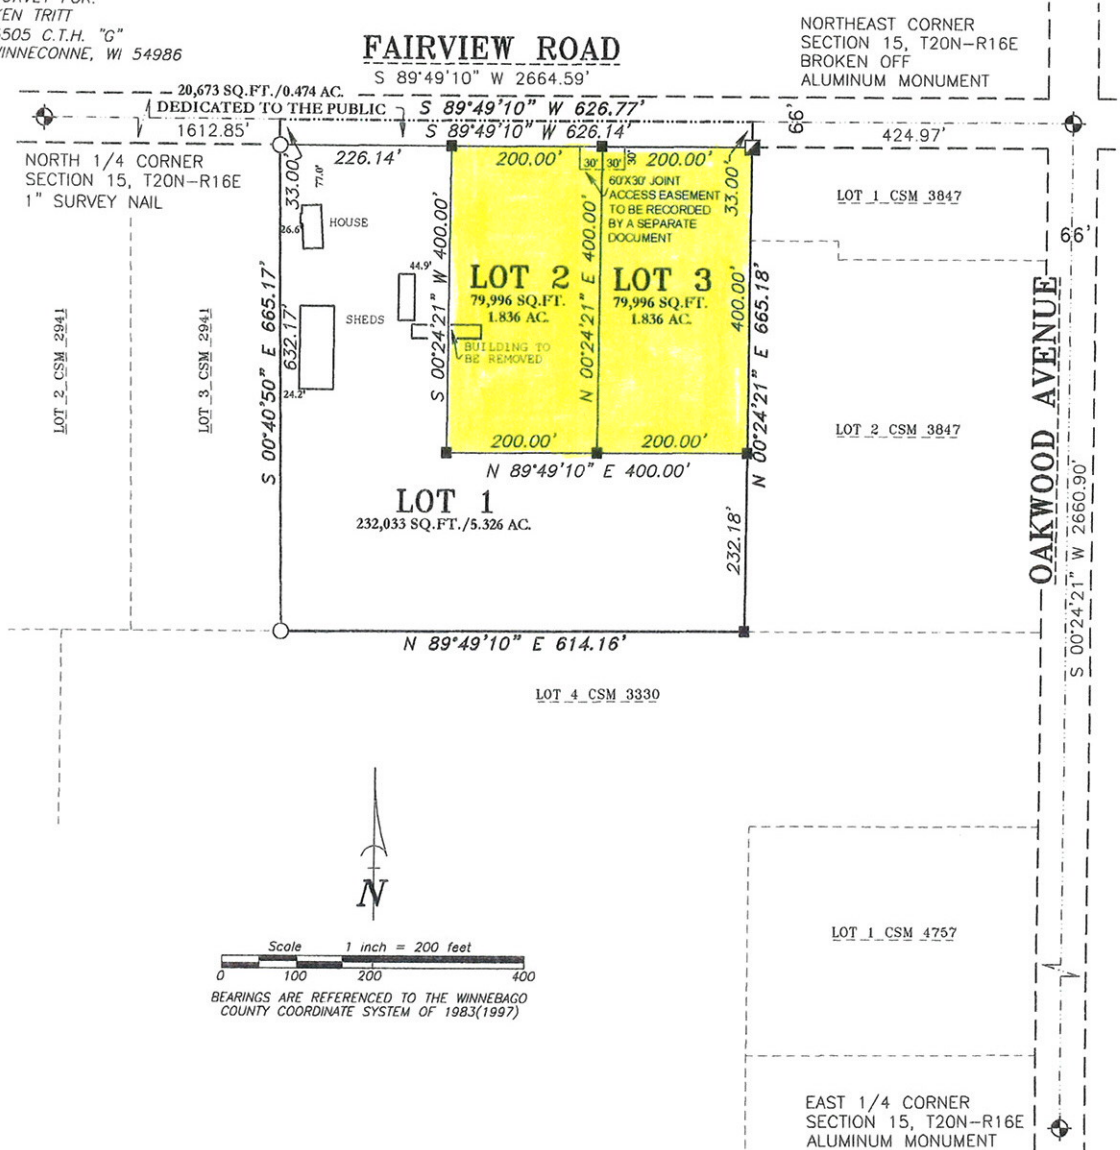 KEN TRITT
5505 C.T.H. "G"
WINNECONNE, WI 54986
FAIRVIEW ROAD
S 89°49'10" W 2664.59'
NORTHEAST CORNER
SECTION 15, T20N-R16E
BROKEN OFF
ALUMINUM MONUMENT
20,673 SQ.FT./0.474 AC.
DEDICATED TO THE PUBLIC
S 89°49'10" W 626.77'
1612.85'
S 89°49'10" W 626.14'
66'
424.97'
NORTH 1/4 CORNER
SECTION 15, T20N-R16E
1" SURVEY NAIL
33.00'
77.0'
226.14'
200.00'
30'
30'
30'
200.00'
33.00'
60'X30' JOINT
ACCESS EASEMENT
TO BE RECORDED
BY A SEPARATE
DOCUMENT
LOT 1 CSM 3847
66'
26.6'
HOUSE
44.9'
SHEDS
24.2'
BUILDING TO
BE REMOVED
LOT 2
79,996 SQ.FT.
1.836 AC.
LOT 3
79,996 SQ.FT.
1.836 AC.
S 00°24'21" W 400.00'
N 00°24'21" E 400.00'
400.00'
N 00°24'21" E 665.18'
S 00°40'50" E 665.17'
632.17'
LOT 2 CSM 2941
LOT 3 CSM 2941
LOT 2 CSM 3847
OAKWOOD AVENUE
S 00°24'21" W 2660.90'
200.00'
200.00'
N 89°49'10" E 400.00'
LOT 1
232,033 SQ.FT./5.326 AC.
232.18'
N 89°49'10" E 614.16'
LOT 4 CSM 3330
N
Scale 1 inch = 200 feet
0 100 200 400
BEARINGS ARE REFERENCED TO THE WINNEBAGO
COUNTY COORDINATE SYSTEM OF 1983(1997)
LOT 1 CSM 4757
EAST 1/4 CORNER
SECTION 15, T20N-R16E
ALUMINUM MONUMENT